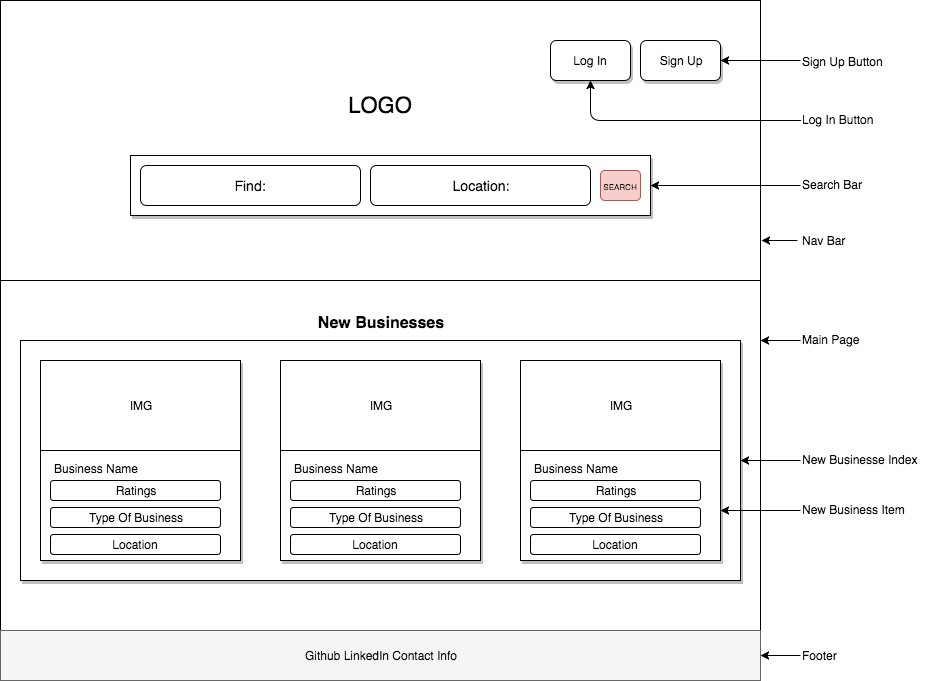 Log In
Sign Up
Sign Up Button
LOGO
Log In Button
Find:
Location:
SEARCH
Search Bar
Nav Bar
New Businesses
Main Page
IMG
IMG
IMG
New Businesse Index
Business Name
Business Name
Business Name
Ratings
Ratings
Ratings
New Business Item
Type Of Business
Type Of Business
Type Of Business
Location
Location
Location
Github LinkedIn Contact Info
Footer